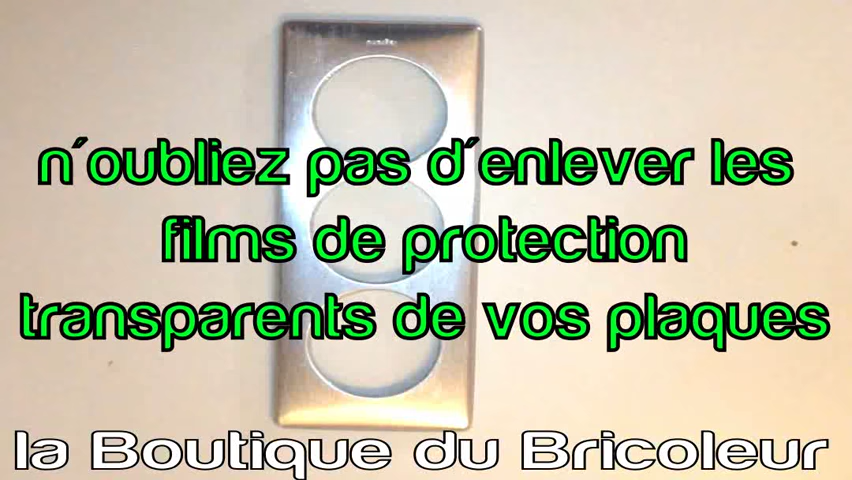 n'oubliez pas d'enlever les
films de protection
transparents de vos plaques
la Boutique du Bricoleur